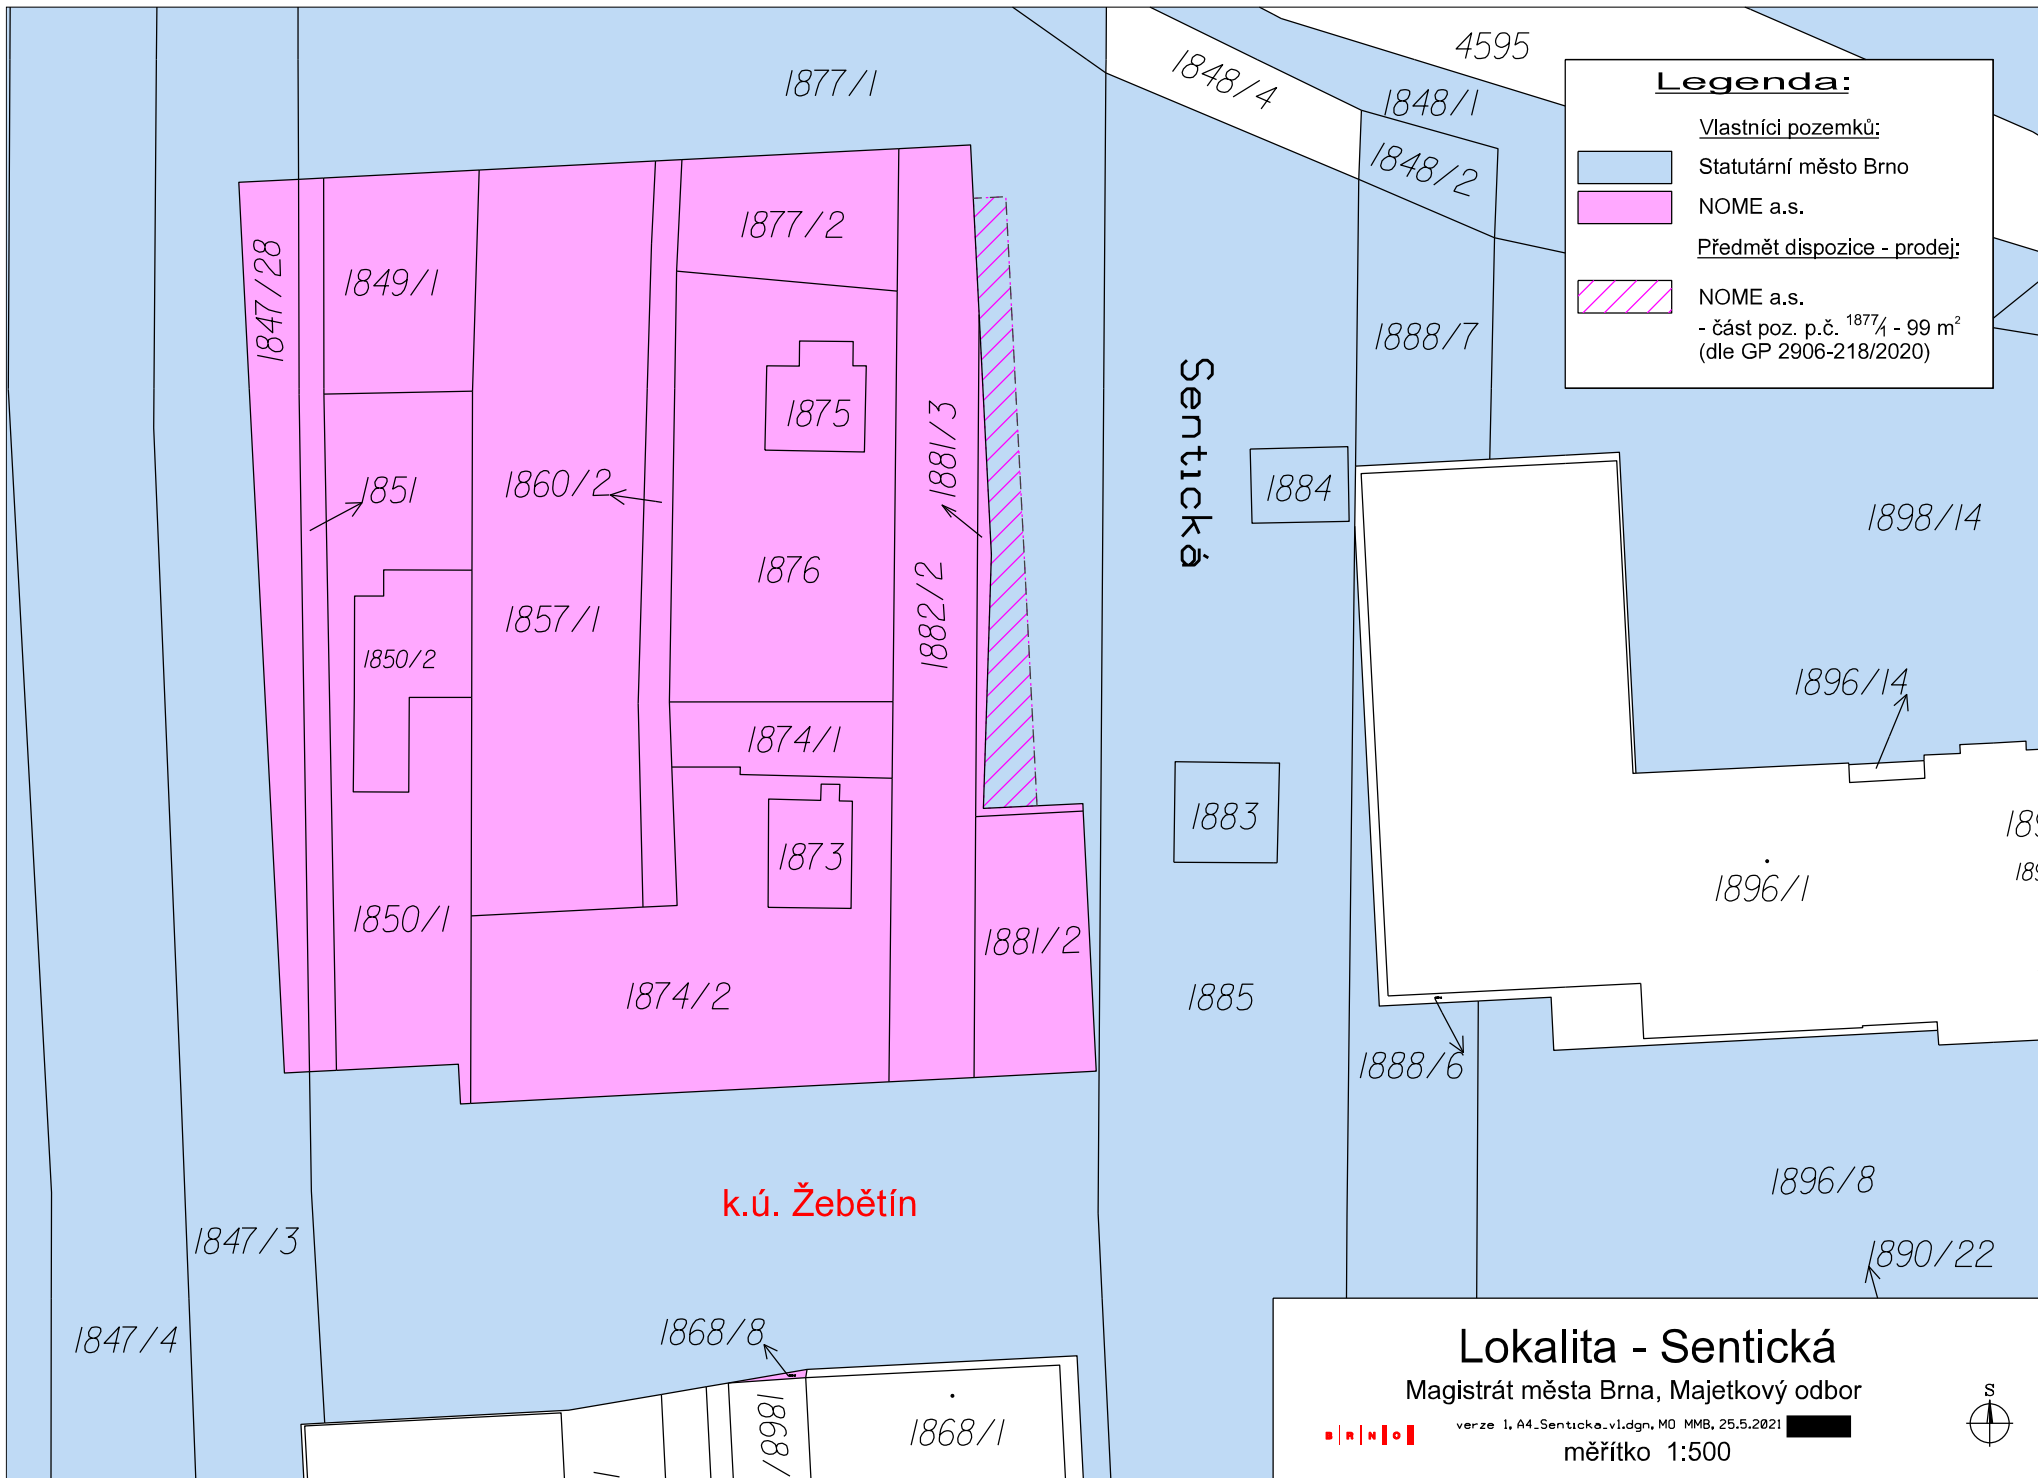 4595
1848/4
1877/1
1848/1
1848/2
Legenda:
Vlastníci pozemků:
Statutární město Brno
NOME a.s.
Předmět dispozice - prodej:
NOME a.s.
- část poz. p.č. 1877/1 - 99 m²
(dle GP 2906-218/2020)
1877/2
1847/28
1849/1
1888/7
Sentická
1875
1881/3
1851
1860/2
1884
1898/14
1876
1882/2
1857/1
1850/2
1896/14
1874/1
1883
1873
1896/1
1850/1
1881/2
1874/2
1885
1888/6
1896/8
k.ú. Žebětín
1847/3
1890/22
1847/4
1868/8
1868/1
Lokalita - Sentická
Magistrát města Brna, Majetkový odbor
verze 1, A4_Senticka_v1.dgn, MO MMB, 25.5.2021
BRNO
měřítko 1:500
S